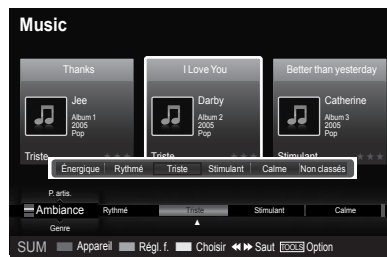 Music
Thanks I Love You Better than yesterday
Jee Darby Catherine
Album 1 Album 2 Album 3
2005 2005 2005
Pop Pop Pop
Triste Triste Stimulant
Énergique Rythmé Triste Stimulant Calme Non classés
P. artis.
Ambiance Rythmé Triste Stimulant Calme
Genre
SUM Appareil Régl. f. Choisir Saut TOOLS Option